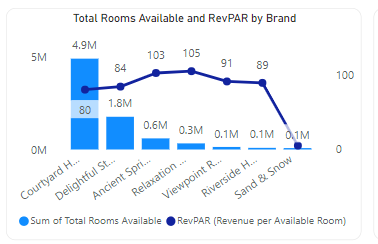 Total Rooms Available and RevPAR by Brand
5M
0M
100
0
4.9M
1.8M
0.6M
0.3M
0.1M
0.1M
0.1M
80
84
103
105
91
89
Courtyard H...
Delightful St...
Ancient Spri...
Relaxation ...
Viewpoint R...
Riverside H...
Sand & Snow
Sum of Total Rooms Available
RevPAR (Revenue per Available Room)